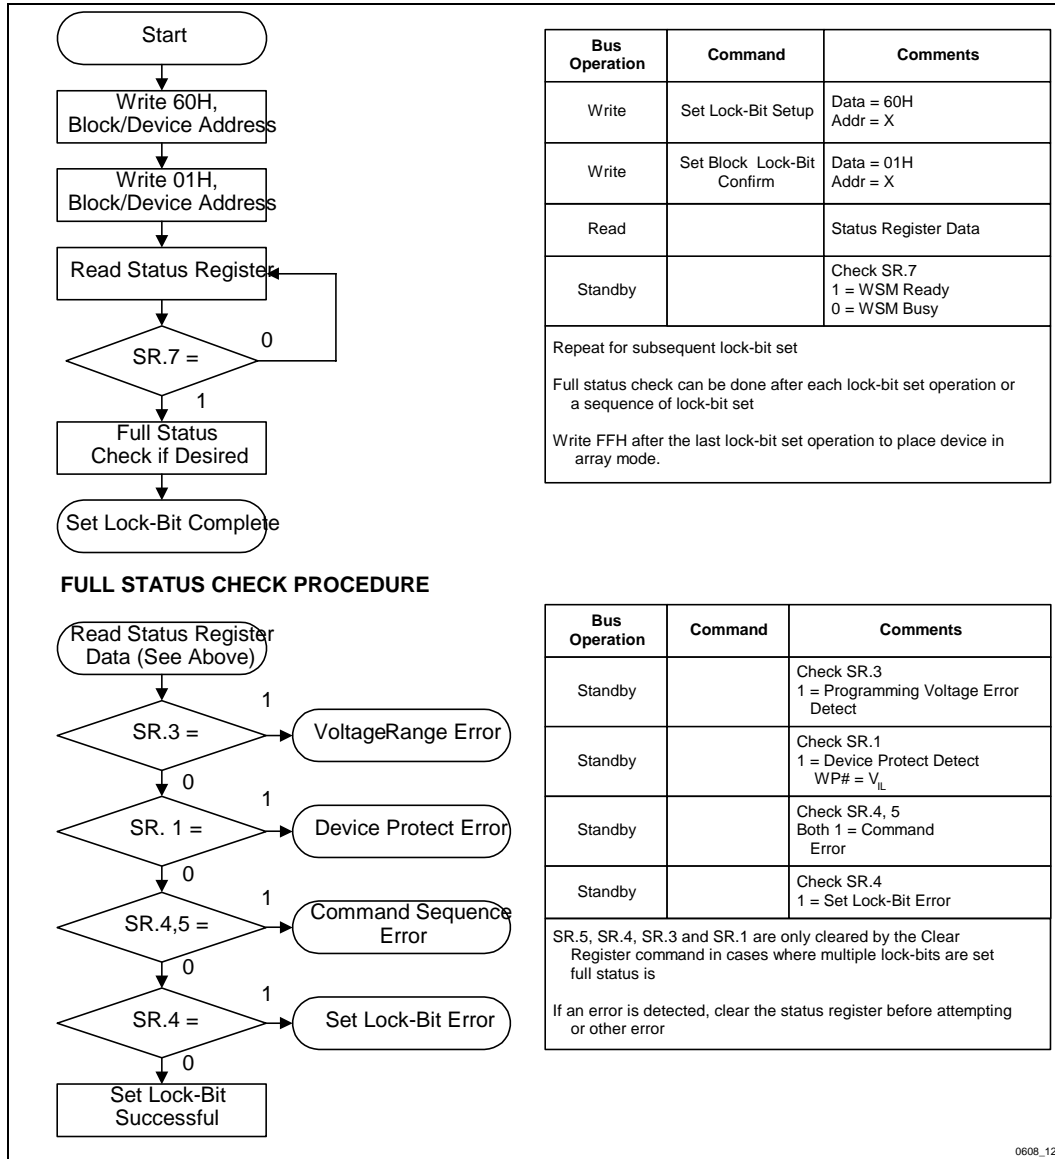 Start
Write 60H,
Block/Device Address
Write 01H,
Block/Device Address
Read Status Register
0
SR.7 =
1
Full Status
Check if Desired
Set Lock-Bit Complete
Bus
Operation
Command
Comments
Write
Set Lock-Bit Setup
Data = 60H
Addr = X
Write
Set Block Lock-Bit
Confirm
Data = 01H
Addr = X
Read
Status Register Data
Standby
Check SR.7
1 = WSM Ready
0 = WSM Busy
Repeat for subsequent lock-bit set
Full status check can be done after each lock-bit set operation or
a sequence of lock-bit set
Write FFH after the last lock-bit set operation to place device in
array mode.
FULL STATUS CHECK PROCEDURE
Read Status Register
Data (See Above)
1
SR.3 =
VoltageRange Error
0
1
SR. 1 =
Device Protect Error
0
1
SR.4,5 =
Command Sequence
Error
0
1
SR.4 =
Set Lock-Bit Error
0
Set Lock-Bit
Successful
Bus
Operation
Command
Comments
Standby
Check SR.3
1 = Programming Voltage Error
Detect
Standby
Check SR.1
1 = Device Protect Detect
WP# = VIL
Standby
Check SR.4, 5
Both 1 = Command
Error
Standby
Check SR.4
1 = Set Lock-Bit Error
SR.5, SR.4, SR.3 and SR.1 are only cleared by the Clear
Register command in cases where multiple lock-bits are set
full status is
If an error is detected, clear the status register before attempting
or other error
0608_12